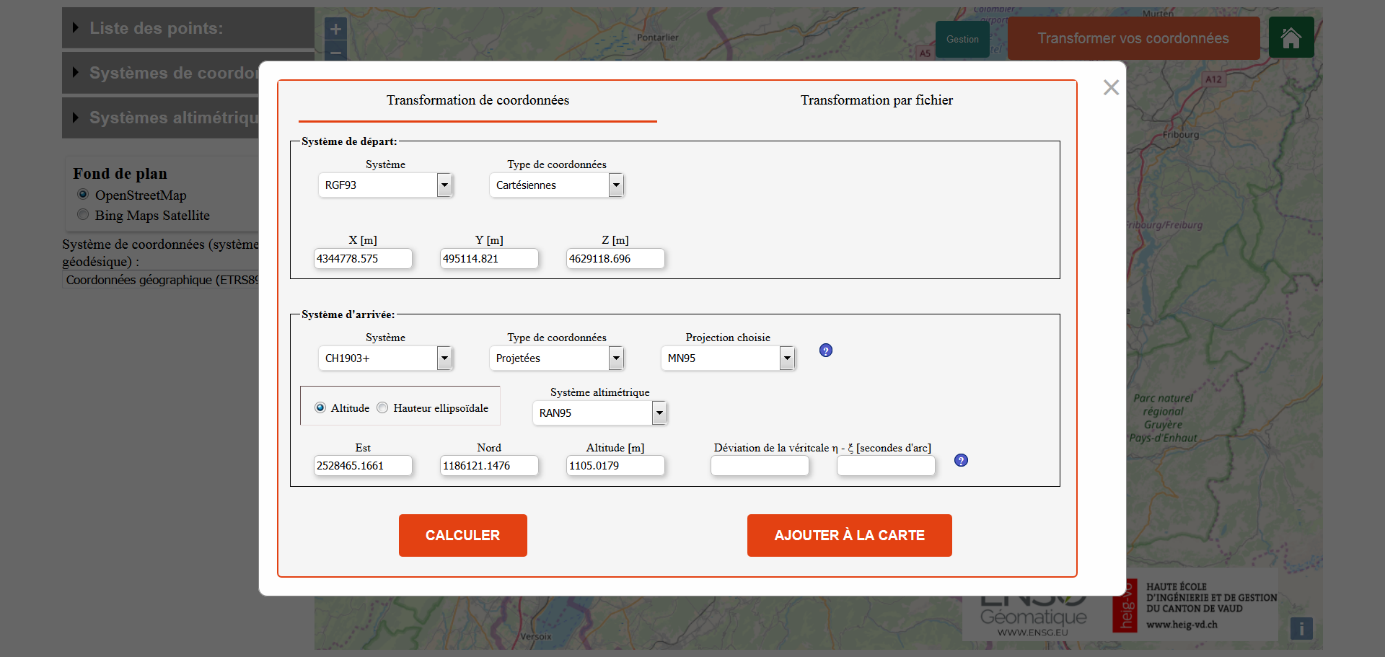 Liste des points:
Systèmes de coordo
Systèmes altimétriqu
Fond de plan
OpenStreetMap
Bing Maps Satellite
Système de coordonnées (système
géodésique) :
Coordonnées géographique (ETRS89
+
−
Pontarlier
Murten
A5
Gestion
Transformer vos coordonnées
A12
Fribourg
Fribourg/Freiburg
Parc naturel
régional
Gruyère
Pays-d'Enhaut
Versoix
Transformation de coordonnées
Transformation par fichier
Système de départ:
Système
Type de coordonnées
RGF93
Cartésiennes
X [m]
Y [m]
Z [m]
4344778.575
495114.821
4629118.696
Système d'arrivée:
Système
Type de coordonnées
Projection choisie
CH1903+
Projetées
MN95
?
Altitude
Hauteur ellipsoïdale
Système altimétrique
RAN95
Est
Nord
Altitude [m]
Déviation de la véritcale η - ξ [secondes d'arc]
2528465.1661
1186121.1476
1105.0179
?
CALCULER
AJOUTER À LA CARTE
ENSG
Géomatique
WWW.ENSG.EU
heig-vd
HAUTE ÉCOLE
D'INGÉNIERIE ET DE GESTION
DU CANTON DE VAUD
www.heig-vd.ch
i